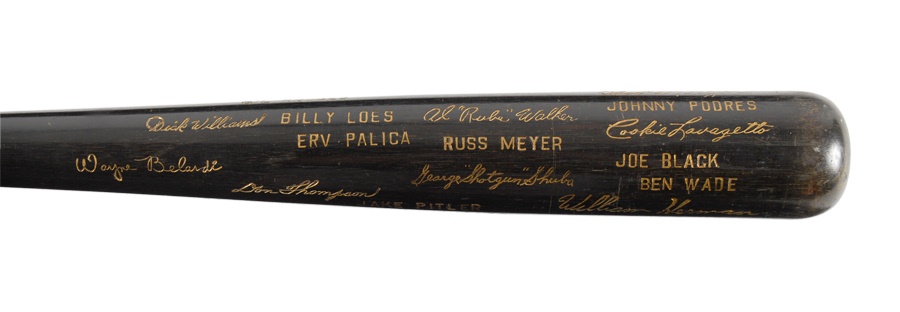 JOHNNY PODRES
Dick Williams
BILLY LOES
Al "Rube" Walker
Cookie Lavagetto
ERV PALICA
RUSS MEYER
JOE BLACK
Wayne Belardi
George "Shotgun" Shuba
BEN WADE
Don Thompson
JAKE PITLER
William Herman